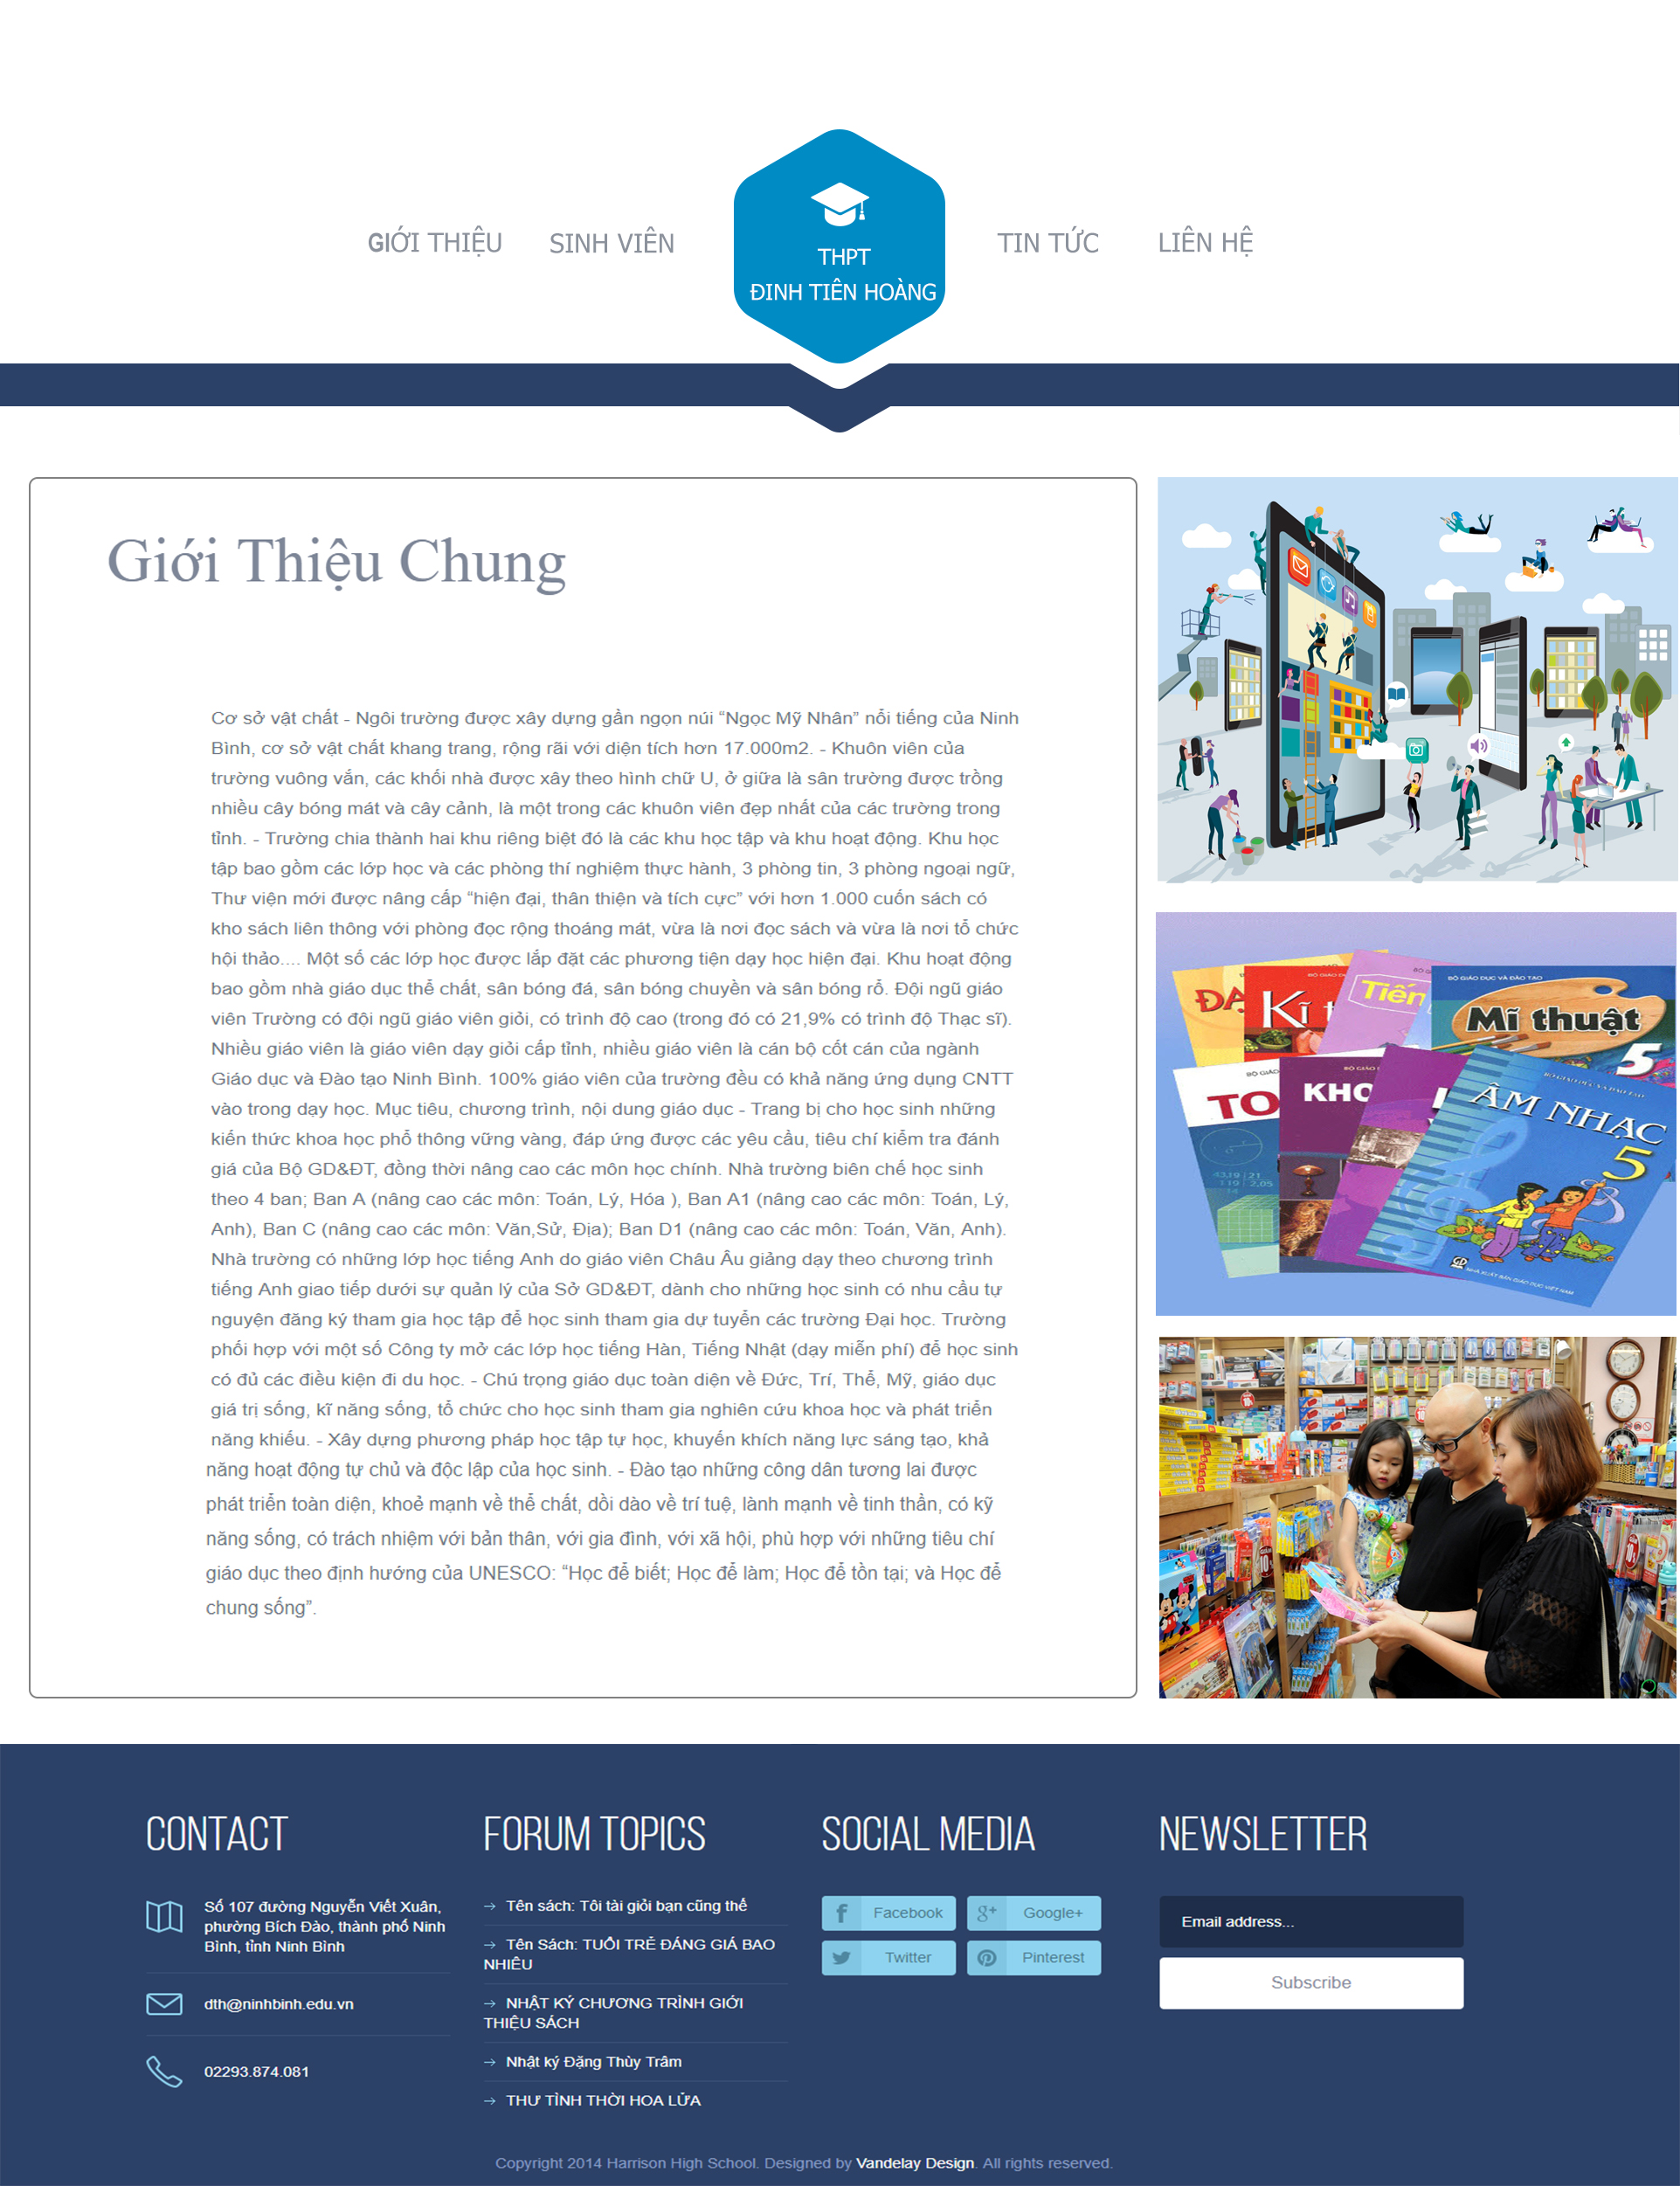 GIỚI THIỆU
SINH VIÊN
THPT
ĐINH TIÊN HOÀNG
TIN TỨC
LIÊN HỆ
Giới Thiệu Chung
Cơ sở vật chất - Ngôi trường được xây dựng gần ngọn núi “Ngọc Mỹ Nhân” nổi tiếng của Ninh
Bình, cơ sở vật chất khang trang, rộng rãi với diện tích hơn 17.000m2. - Khuôn viên của
trường vuông vắn, các khối nhà được xây theo hình chữ U, ở giữa là sân trường được trồng
nhiều cây bóng mát và cây cảnh, là một trong các khuôn viên đẹp nhất của các trường trong
tỉnh. - Trường chia thành hai khu riêng biệt đó là các khu học tập và khu hoạt động. Khu học
tập bao gồm các lớp học và các phòng thí nghiệm thực hành, 3 phòng tin, 3 phòng ngoại ngữ,
Thư viện mới được nâng cấp “hiện đại, thân thiện và tích cực” với hơn 1.000 cuốn sách có
kho sách liên thông với phòng đọc rộng thoáng mát, vừa là nơi đọc sách và vừa là nơi tổ chức
hội thảo.... Một số các lớp học được lắp đặt các phương tiện dạy học hiện đại. Khu hoạt động
bao gồm nhà giáo dục thể chất, sân bóng đá, sân bóng chuyền và sân bóng rổ. Đội ngũ giáo
viên Trường có đội ngũ giáo viên giỏi, có trình độ cao (trong đó có 21,9% có trình độ Thạc sĩ).
Nhiều giáo viên là giáo viên dạy giỏi cấp tỉnh, nhiều giáo viên là cán bộ cốt cán của ngành
Giáo dục và Đào tạo Ninh Bình. 100% giáo viên của trường đều có khả năng ứng dụng CNTT
vào trong dạy học. Mục tiêu, chương trình, nội dung giáo dục - Trang bị cho học sinh những
kiến thức khoa học phổ thông vững vàng, đáp ứng được các yêu cầu, tiêu chí kiểm tra đánh
giá của Bộ GD&ĐT, đồng thời nâng cao các môn học chính. Nhà trường biên chế học sinh
theo 4 ban; Ban A (nâng cao các môn: Toán, Lý, Hóa ), Ban A1 (nâng cao các môn: Toán, Lý,
Anh), Ban C (nâng cao các môn: Văn,Sử, Địa); Ban D1 (nâng cao các môn: Toán, Văn, Anh).
Nhà trường có những lớp học tiếng Anh do giáo viên Châu Âu giảng dạy theo chương trình
tiếng Anh giao tiếp dưới sự quản lý của Sở GD&ĐT, dành cho những học sinh có nhu cầu tự
nguyện đăng ký tham gia học tập để học sinh tham gia dự tuyển các trường Đại học. Trường
phối hợp với một số Công ty mở các lớp học tiếng Hàn, Tiếng Nhật (dạy miễn phí) để học sinh
có đủ các điều kiện đi du học. - Chú trọng giáo dục toàn diện về Đức, Trí, Thể, Mỹ, giáo dục
giá trị sống, kĩ năng sống, tổ chức cho học sinh tham gia nghiên cứu khoa học và phát triển
năng khiếu. - Xây dựng phương pháp học tập tự học, khuyến khích năng lực sáng tạo, khả
năng hoạt động tự chủ và độc lập của học sinh. - Đào tạo những công dân tương lai được
phát triển toàn diện, khoẻ mạnh về thể chất, dồi dào về trí tuệ, lành mạnh về tinh thần, có kỹ
năng sống, có trách nhiệm với bản thân, với gia đình, với xã hội, phù hợp với những tiêu chí
giáo dục theo định hướng của UNESCO: “Học để biết; Học để làm; Học để tồn tại; và Học để
chung sống”.
BỘ GIÁO DỤC VÀ ĐÀO TẠO
ĐẠ
Kĩ t
Tiến
Mĩ thuật
5
TO
KHO
ÂM NHẠC
5
NHÀ XUẤT BẢN GIÁO DỤC VIỆT NAM
CONTACT
Số 107 đường Nguyễn Viết Xuân,
phường Bích Đào, thành phố Ninh
Bình, tỉnh Ninh Bình
dth@ninhbinh.edu.vn
02293.874.081
FORUM TOPICS
Tên sách: Tôi tài giỏi bạn cũng thế
Tên Sách: TUỔI TRẺ ĐÁNG GIÁ BAO
NHIÊU
NHẬT KÝ CHƯƠNG TRÌNH GIỚI
THIỆU SÁCH
Nhật ký Đặng Thùy Trâm
THƯ TÌNH THỜI HOA LỬA
SOCIAL MEDIA
Facebook
Google+
Twitter
Pinterest
NEWSLETTER
Email address...
Subscribe
Copyright 2014 Harrison High School. Designed by Vandelay Design. All rights reserved.